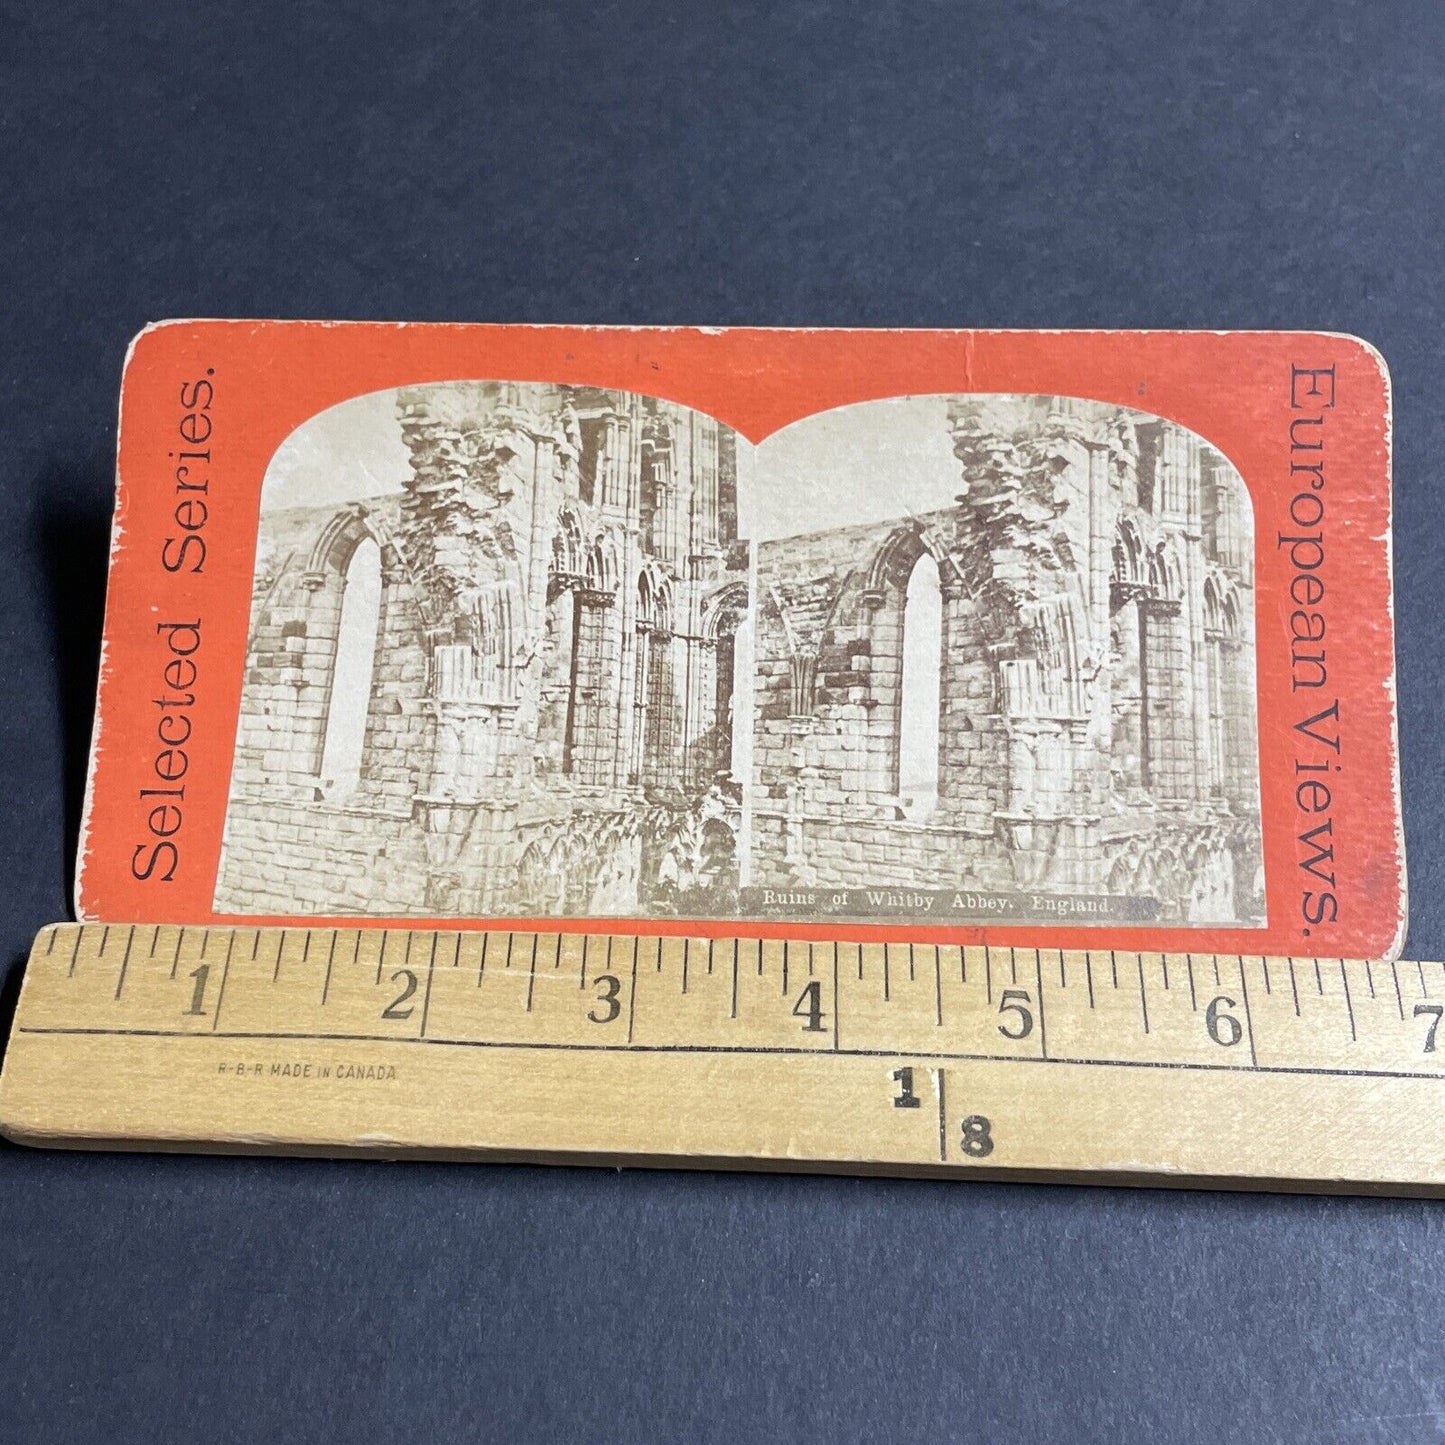 Selected Series.
European Views.
Ruins of Whitby Abbey. England.
1 2 3 4 5 6 7
R-B-R MADE IN CANADA
1
8